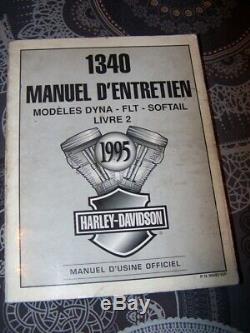 1340
MANUEL D'ENTRETIEN
MODÈLES DYNA - FLT - SOFTAIL
LIVRE 2
1995
HARLEY-DAVIDSON
MANUEL D'USINE OFFICIEL